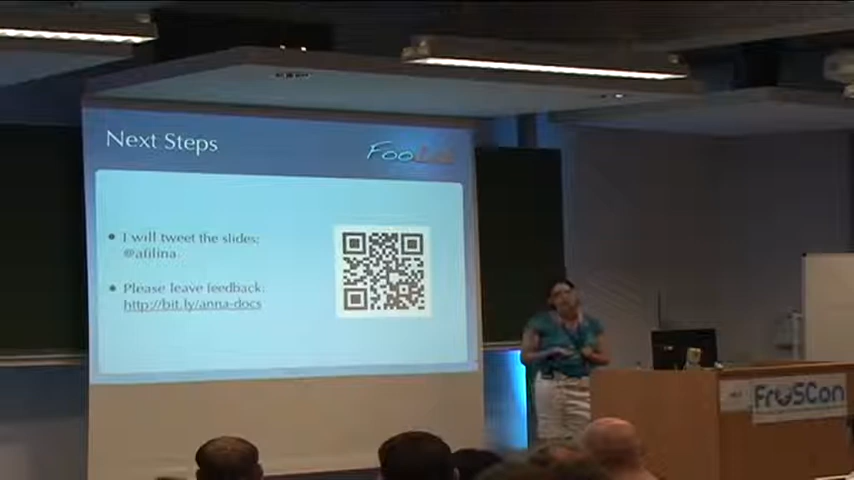 Next Steps
Foo
• I will tweet the slides:
@afilina
• Please leave feedback:
http://bit.ly/anna-docs
FrOSCon